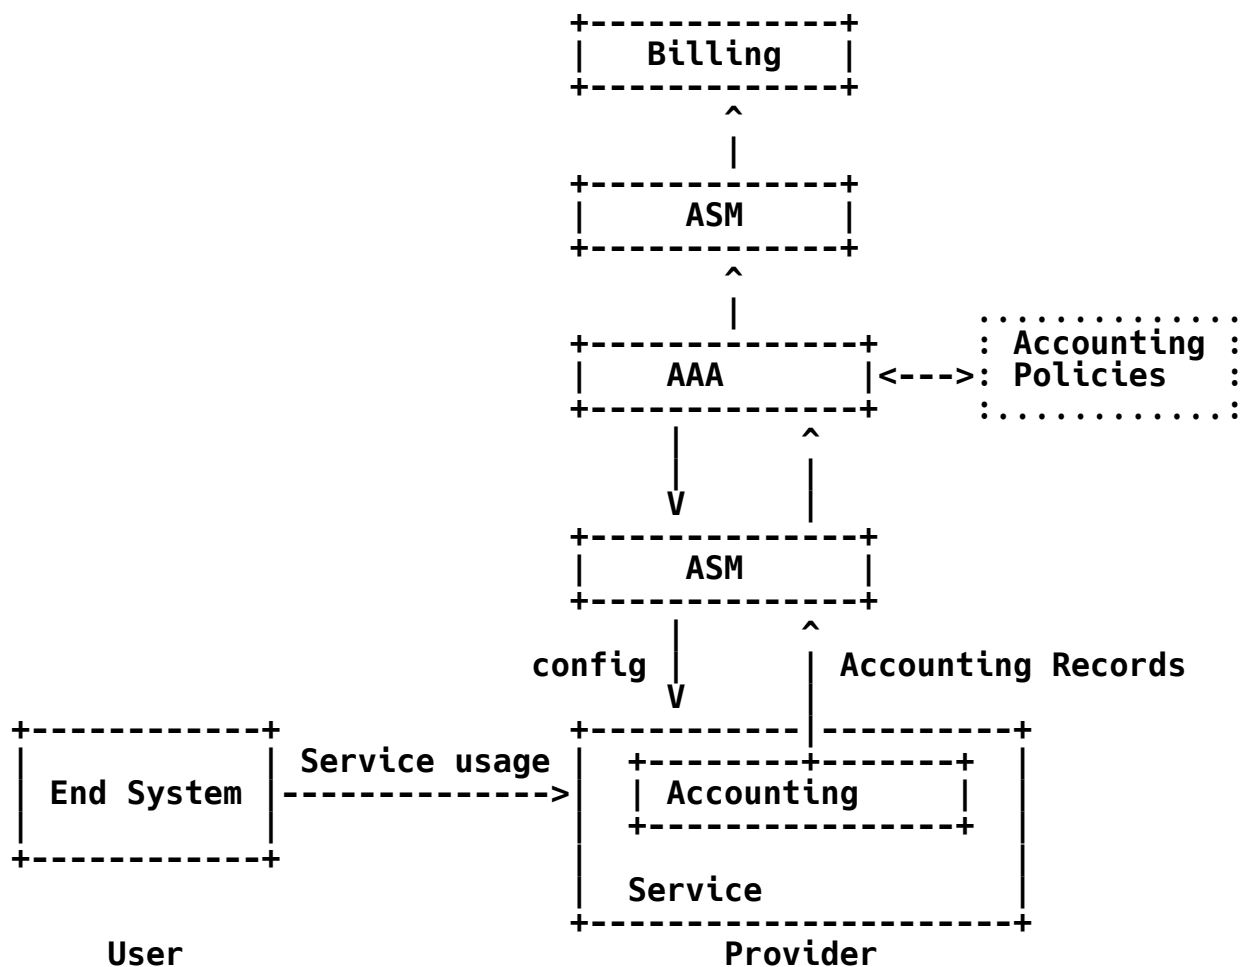 Billing
ASM
AAA
Accounting
Policies
ASM
config
Accounting Records
Service usage
End System
Accounting
Service
User
Provider